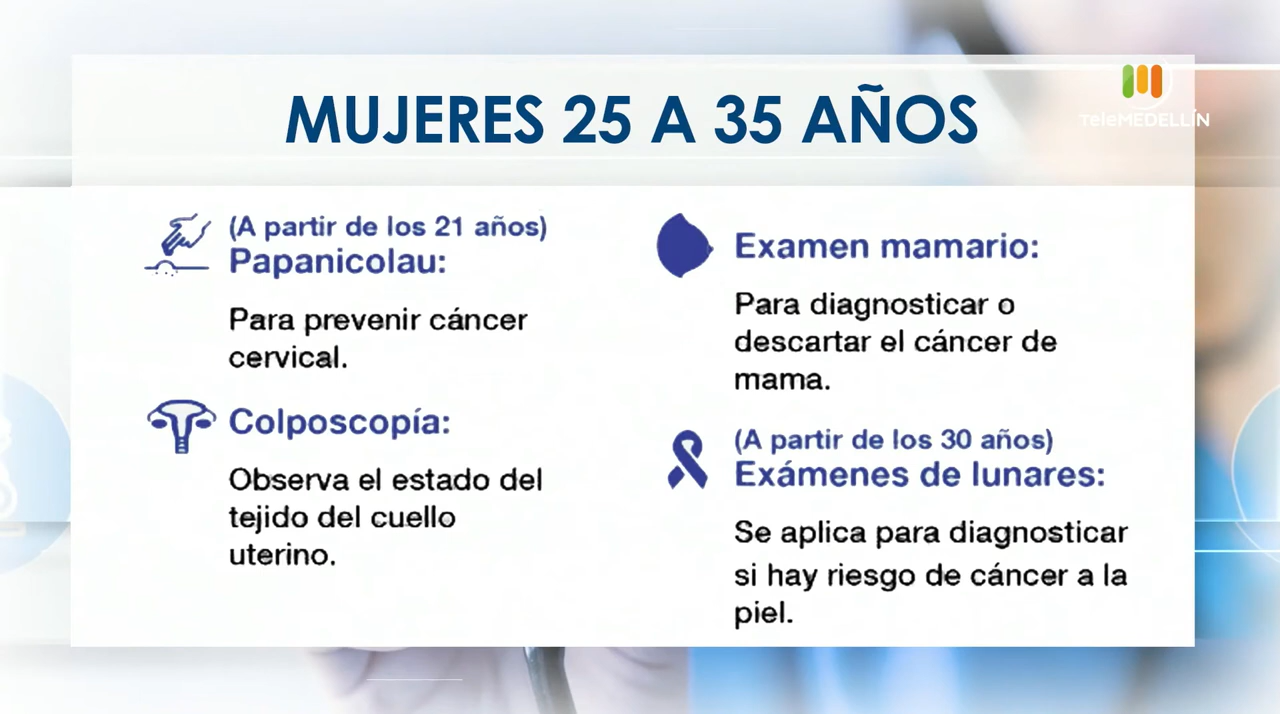 MUJERES 25 A 35 AÑOS
TeleMEDELLÍN
(A partir de los 21 años)
Papanicolau:
Para prevenir cáncer
cervical.
Colposcopía:
Observa el estado del
tejido del cuello
uterino.
Examen mamario:
Para diagnosticar o
descartar el cáncer de
mama.
(A partir de los 30 años)
Exámenes de lunares:
Se aplica para diagnosticar
si hay riesgo de cáncer a la
piel.